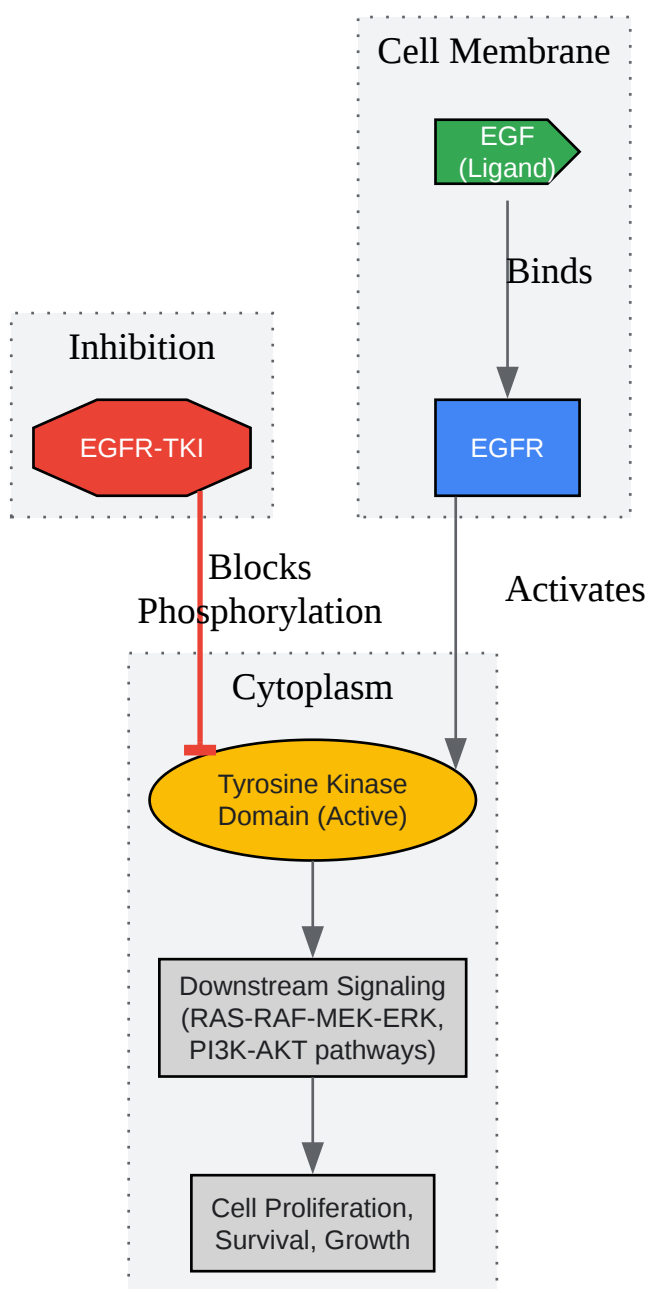 Cell Membrane
EGF
(Ligand)
Binds
Inhibition
EGFR-TKI
EGFR
Blocks
Phosphorylation
Activates
Cytoplasm
Tyrosine Kinase
Domain (Active)
Downstream Signaling
(RAS-RAF-MEK-ERK,
PI3K-AKT pathways)
Cell Proliferation,
Survival, Growth